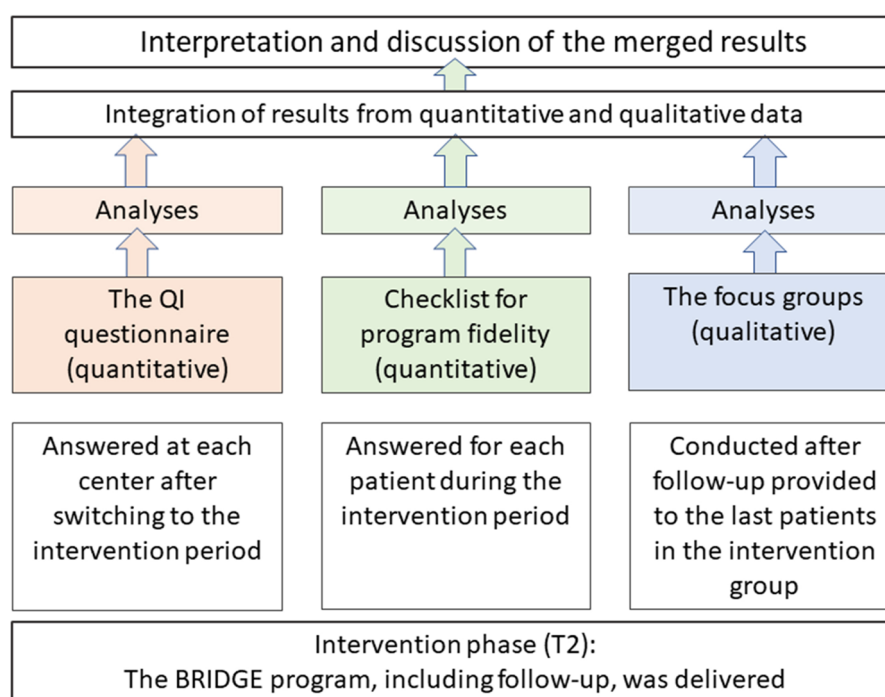 Interpretation and discussion of the merged results
Integration of results from quantitative and qualitative data
Analyses
Analyses
Analyses
The QI
questionnaire
(quantitative)
Checklist for
program fidelity
(quantitative)
The focus groups
(qualitative)
Answered at each
center after
switching to the
intervention period
Answered for each
patient during the
intervention period
Conducted after
follow-up provided
to the last patients
in the intervention
group
Intervention phase (T2):
The BRIDGE program, including follow-up, was delivered